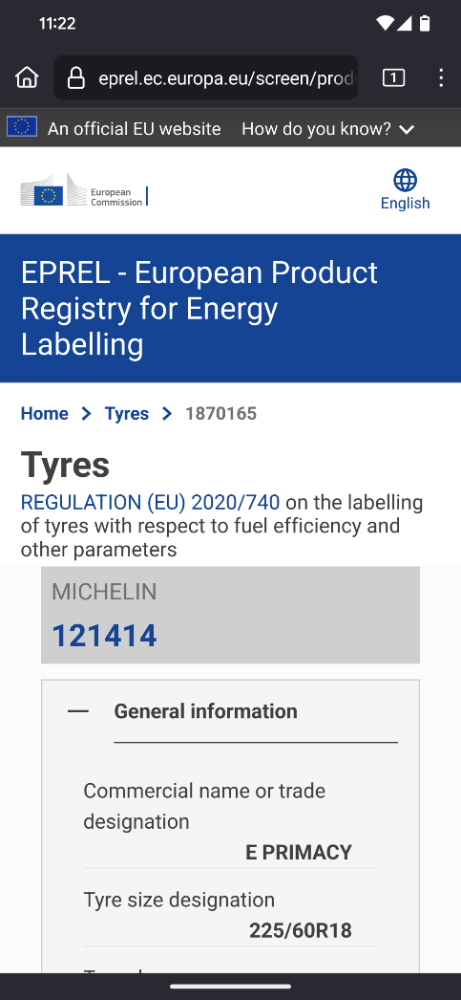 11:22
eprel.ec.europa.eu/screen/prod
1
An official EU website How do you know?
European
Commission
English
EPREL - European Product
Registry for Energy
Labelling
Home > Tyres > 1870165
Tyres
REGULATION (EU) 2020/740 on the labelling
of tyres with respect to fuel efficiency and
other parameters
MICHELIN
121414
General information
Commercial name or trade
designation
E PRIMACY
Tyre size designation
225/60R18